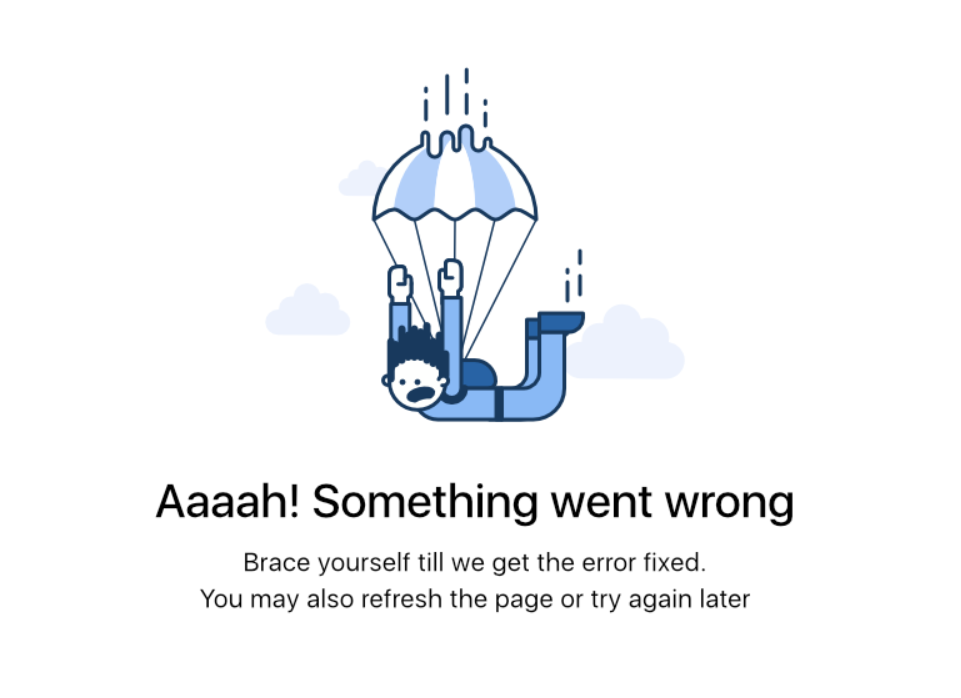 Aaaah! Something went wrong
Brace yourself till we get the error fixed.
You may also refresh the page or try again later